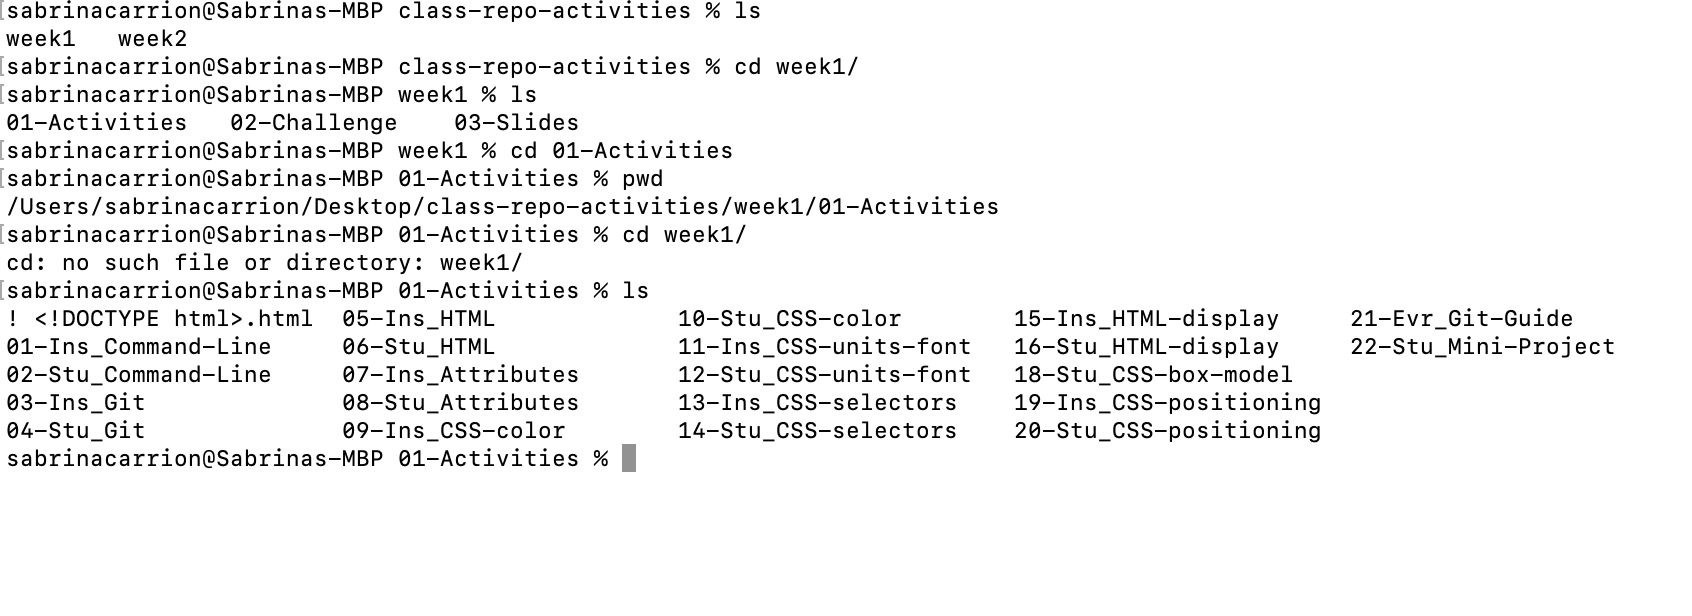 [sabrinacarrion@Sabrinas-MBP class-repo-activities % ls
week1   week2
[sabrinacarrion@Sabrinas-MBP class-repo-activities % cd week1/
[sabrinacarrion@Sabrinas-MBP week1 % ls
01-Activities   02-Challenge    03-Slides
[sabrinacarrion@Sabrinas-MBP week1 % cd 01-Activities
[sabrinacarrion@Sabrinas-MBP 01-Activities % pwd
/Users/sabrinacarrion/Desktop/class-repo-activities/week1/01-Activities
[sabrinacarrion@Sabrinas-MBP 01-Activities % cd week1/
cd: no such file or directory: week1/
[sabrinacarrion@Sabrinas-MBP 01-Activities % ls
! <!DOCTYPE html>.html  05-Ins_HTML             10-Stu_CSS-color        15-Ins_HTML-display     21-Evr_Git-Guide
01-Ins_Command-Line     06-Stu_HTML             11-Ins_CSS-units-font   16-Stu_HTML-display     22-Stu_Mini-Project
02-Stu_Command-Line     07-Ins_Attributes       12-Stu_CSS-units-font   18-Stu_CSS-box-model
03-Ins_Git              08-Stu_Attributes       13-Ins_CSS-selectors    19-Ins_CSS-positioning
04-Stu_Git              09-Ins_CSS-color        14-Stu_CSS-selectors    20-Stu_CSS-positioning
sabrinacarrion@Sabrinas-MBP 01-Activities %